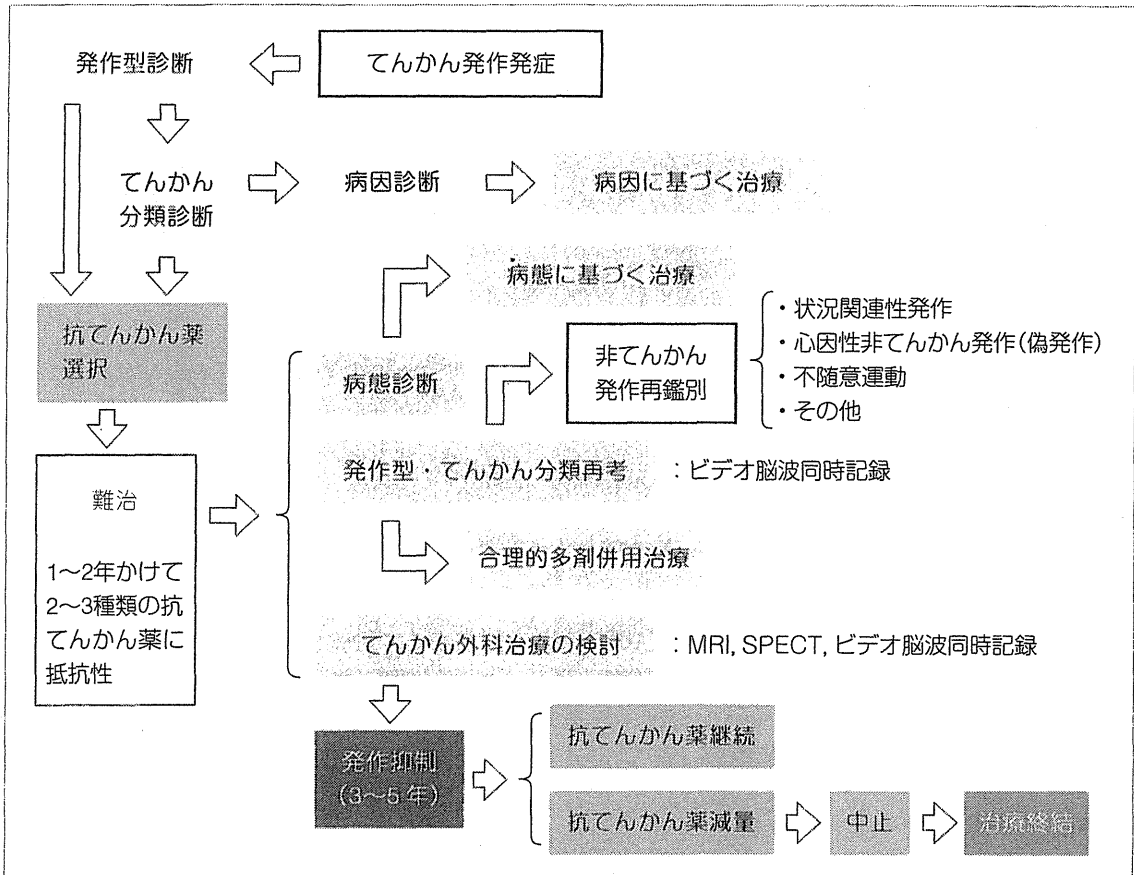 発作型診断
てんかん発作発症
てんかん
分類診断
病因診断
病因に基づく治療
病態に基づく治療
抗てんかん薬
選択
病態診断
非てんかん
発作再鑑別
・状況関連性発作
・心因性非てんかん発作(偽発作)
・不随意運動
・その他
難治
1〜2年かけて
2〜3種類の抗
てんかん薬に
抵抗性
発作型・てんかん分類再考 :ビデオ脳波同時記録
合理的多剤併用治療
てんかん外科治療の検討 :MRI, SPECT, ビデオ脳波同時記録
発作抑制
(3〜5年)
抗てんかん薬継続
抗てんかん薬減量
中止
治療終結